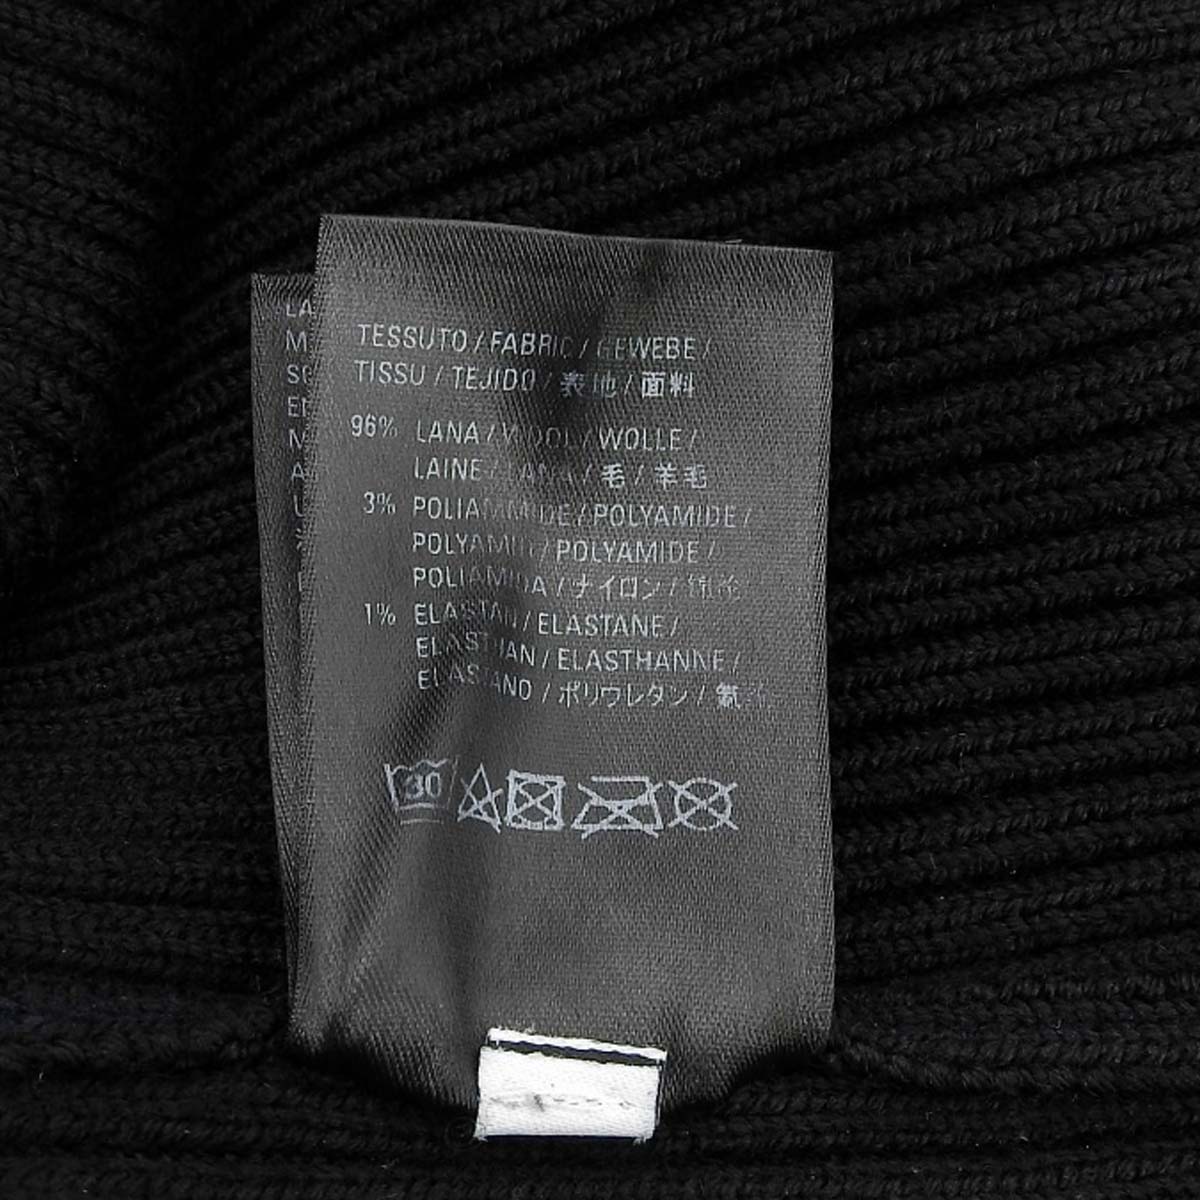 TESSUTO / FABRIC / GEWEBE /
TISSU / TEJIDO / 表地 / 面料
96% LANA / WOOL / WOLLE /
LAINE / LANA / 毛 / 羊毛
3% POLIAMMIDE / POLYAMIDE /
POLYAMID / POLYAMIDE /
POLIAMIDA / ナイロン / 锦纶
1% ELASTAN / ELASTANE /
ELASTHAN / ELASTHANNE /
ELASTANO / ポリウレタン / 氨纶
30
LA
M
EN
M
A
U